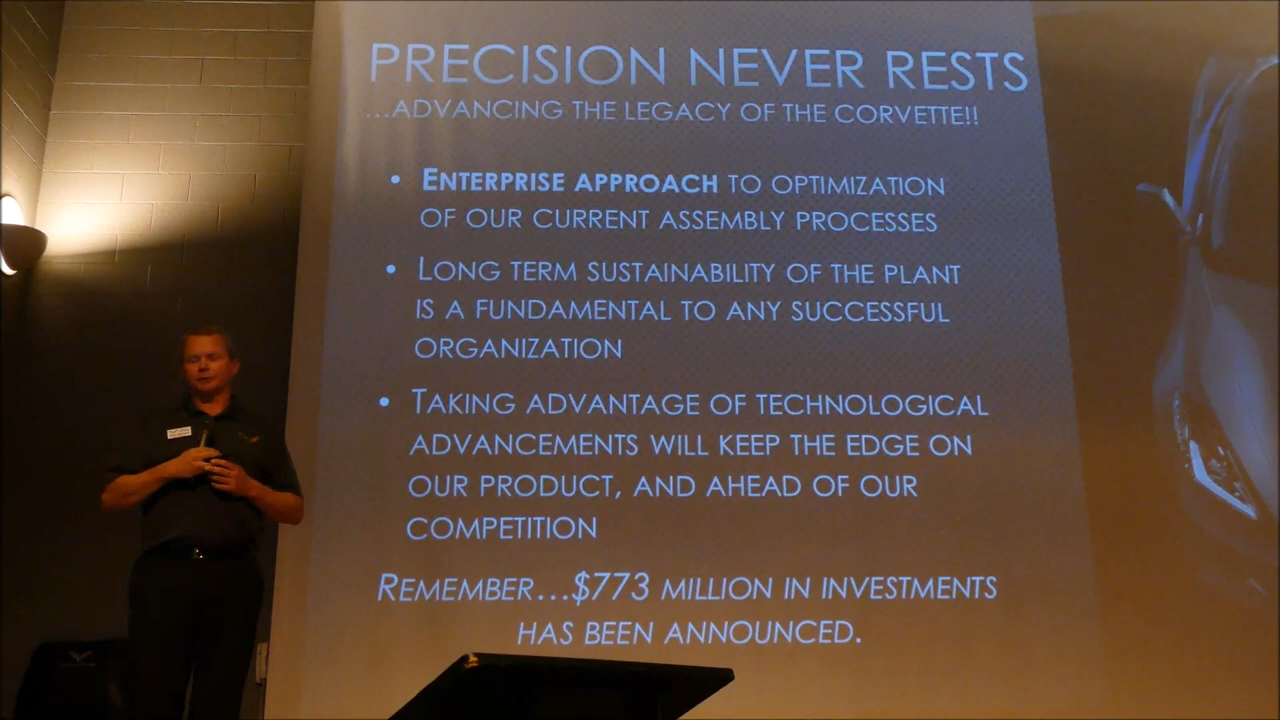 PRECISION NEVER RESTS
...ADVANCING THE LEGACY OF THE CORVETTE!!
• ENTERPRISE APPROACH TO OPTIMIZATION
OF OUR CURRENT ASSEMBLY PROCESSES
• LONG TERM SUSTAINABILITY OF THE PLANT
IS A FUNDAMENTAL TO ANY SUCCESSFUL
ORGANIZATION
• TAKING ADVANTAGE OF TECHNOLOGICAL
ADVANCEMENTS WILL KEEP THE EDGE ON
OUR PRODUCT, AND AHEAD OF OUR
COMPETITION
REMEMBER...$773 MILLION IN INVESTMENTS
HAS BEEN ANNOUNCED.